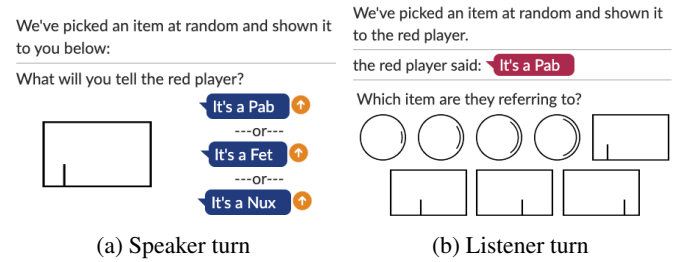 We've picked an item at random and shown it
to you below:
What will you tell the red player?
It's a Pab
---or---
It's a Fet
---or---
It's a Nux
(a) Speaker turn
We've picked an item at random and shown it
to the red player.
the red player said: It's a Pab
Which item are they referring to?
(b) Listener turn